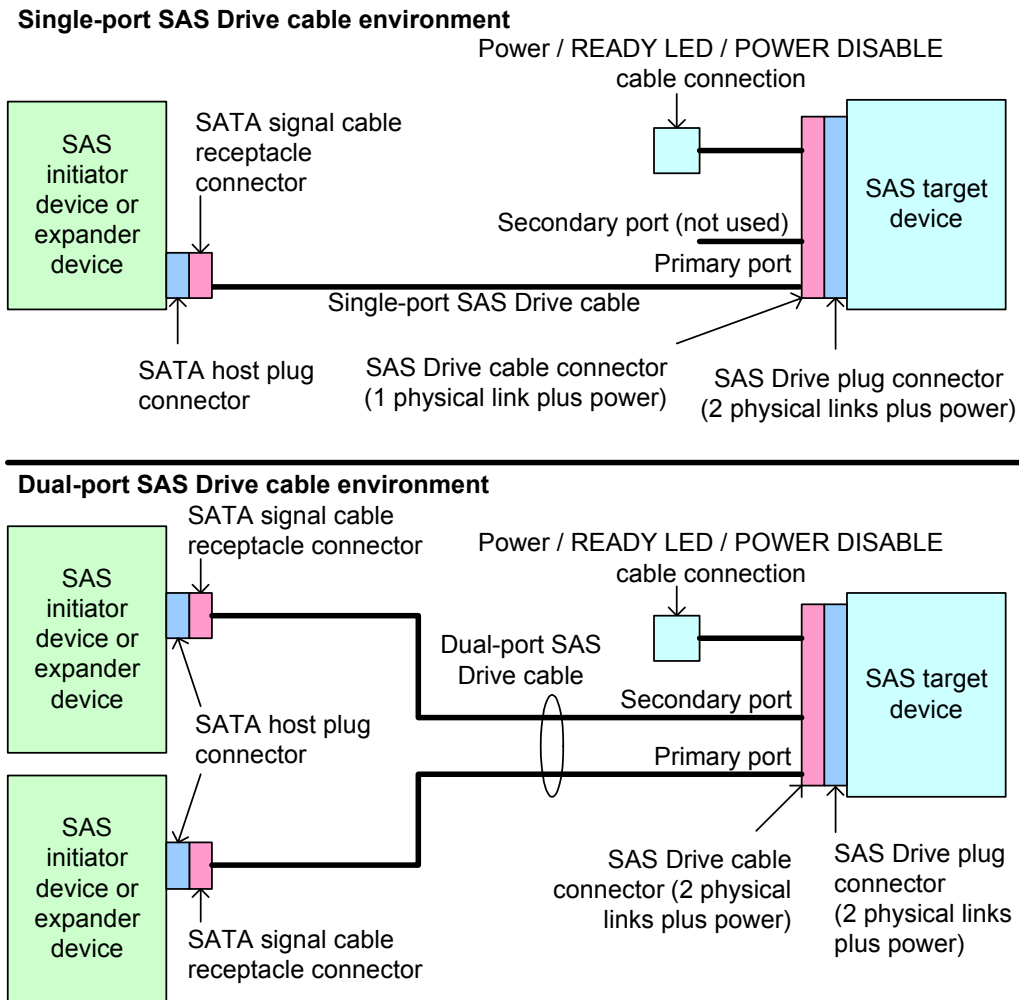 Single-port SAS Drive cable environment
Power / READY LED / POWER DISABLE
cable connection
SAS
initiator
device or
expander
device
SATA signal cable
receptacle
connector
SAS target
device
Secondary port (not used)
Primary port
Single-port SAS Drive cable
SATA host plug
connector
SAS Drive cable connector
(1 physical link plus power)
SAS Drive plug connector
(2 physical links plus power)
Dual-port SAS Drive cable environment
SATA signal cable
receptacle connector
Power / READY LED / POWER DISABLE
cable connection
SAS
initiator
device or
expander
device
Dual-port SAS
Drive cable
SAS target
device
Secondary port
SATA host plug
connector
Primary port
SAS
initiator
device or
expander
device
SATA signal cable
receptacle connector
SAS Drive cable
connector (2 physical
links plus power)
SAS Drive plug
connector
(2 physical links
plus power)